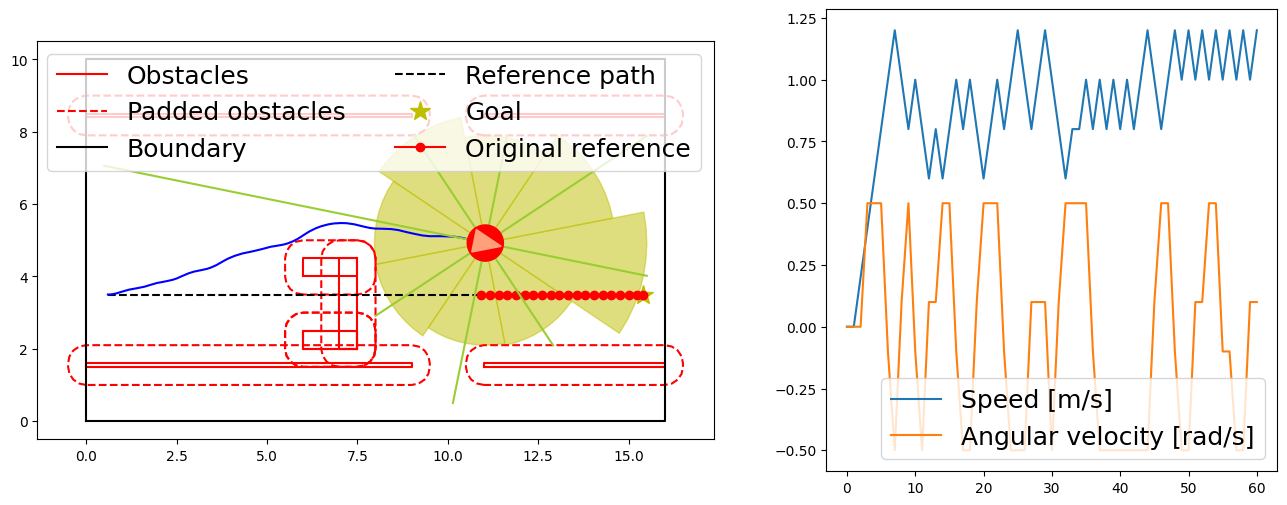 Obstacles
Padded obstacles
Boundary
Reference path
Goal
Original reference
10
8
6
4
2
0
0.0 2.5 5.0 7.5 10.0 12.5 15.0
1.25
1.00
0.75
0.50
0.25
0.00
−0.25
−0.50
Speed [m/s]
Angular velocity [rad/s]
0 10 20 30 40 50 60